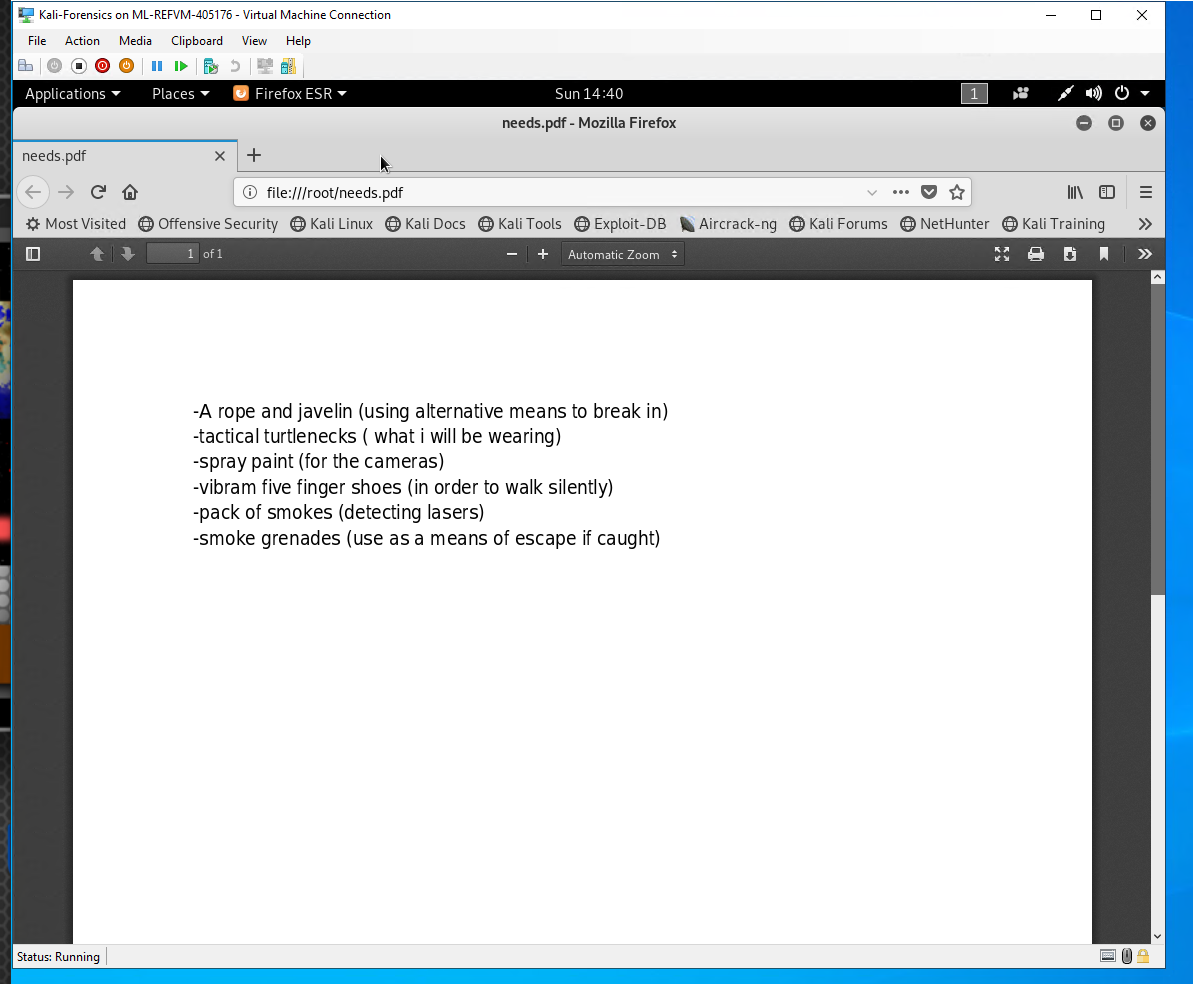 Kali-Forensics on ML-REFVM-405176 - Virtual Machine Connection
File Action Media Clipboard View Help
Applications Places Firefox ESR Sun 14:40 1
needs.pdf - Mozilla Firefox
needs.pdf
file:///root/needs.pdf
Most Visited Offensive Security Kali Linux Kali Docs Kali Tools Exploit-DB Aircrack-ng Kali Forums NetHunter Kali Training
1 of 1 Automatic Zoom
-A rope and javelin (using alternative means to break in)
-tactical turtlenecks ( what i will be wearing)
-spray paint (for the cameras)
-vibram five finger shoes (in order to walk silently)
-pack of smokes (detecting lasers)
-smoke grenades (use as a means of escape if caught)
Status: Running